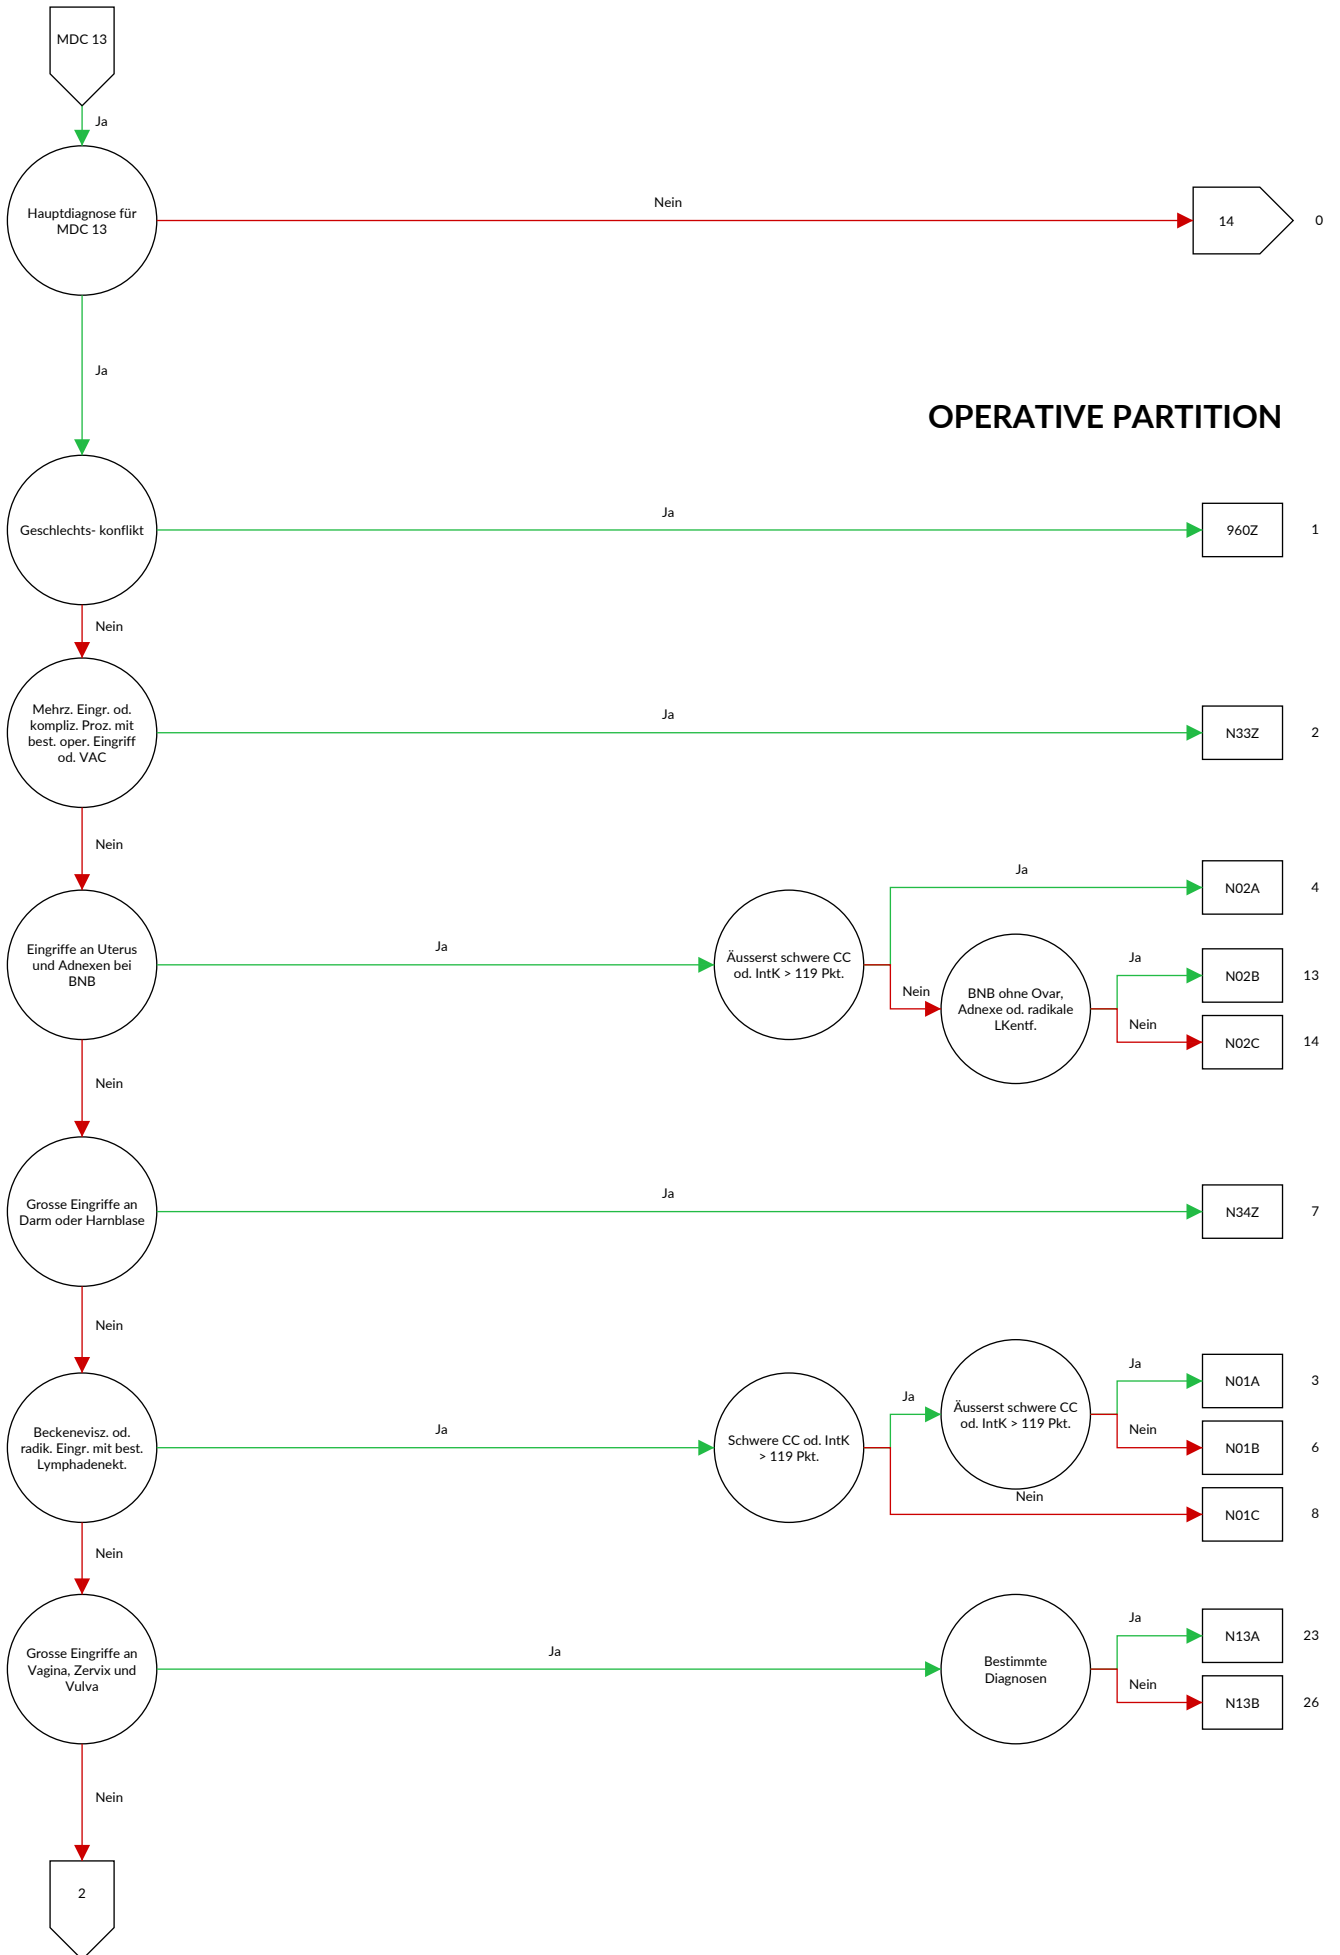 MDC 13
Ja
Hauptdiagnose für
MDC 13
Nein
14
0
Ja
OPERATIVE PARTITION
Geschlechts- konflikt
Ja
960Z
1
Nein
Mehrz. Eingr. od.
kompliz. Proz. mit
best. oper. Eingriff
od. VAC
Ja
N33Z
2
Nein
Eingriffe an Uterus
und Adnexen bei
BNB
Ja
Äusserst schwere CC
od. IntK > 119 Pkt.
Ja
N02A
4
Nein
BNB ohne Ovar,
Adnexe od. radikale
LKentf.
Ja
N02B
13
Nein
N02C
14
Nein
Grosse Eingriffe an
Darm oder Harnblase
Ja
N34Z
7
Nein
Beckenevisz. od.
radik. Eingr. mit best.
Lymphadenekt.
Ja
Schwere CC od. IntK
> 119 Pkt.
Ja
Äusserst schwere CC
od. IntK > 119 Pkt.
Ja
N01A
3
Nein
N01B
6
Nein
N01C
8
Nein
Grosse Eingriffe an
Vagina, Zervix und
Vulva
Ja
Bestimmte
Diagnosen
Ja
N13A
23
Nein
N13B
26
Nein
2